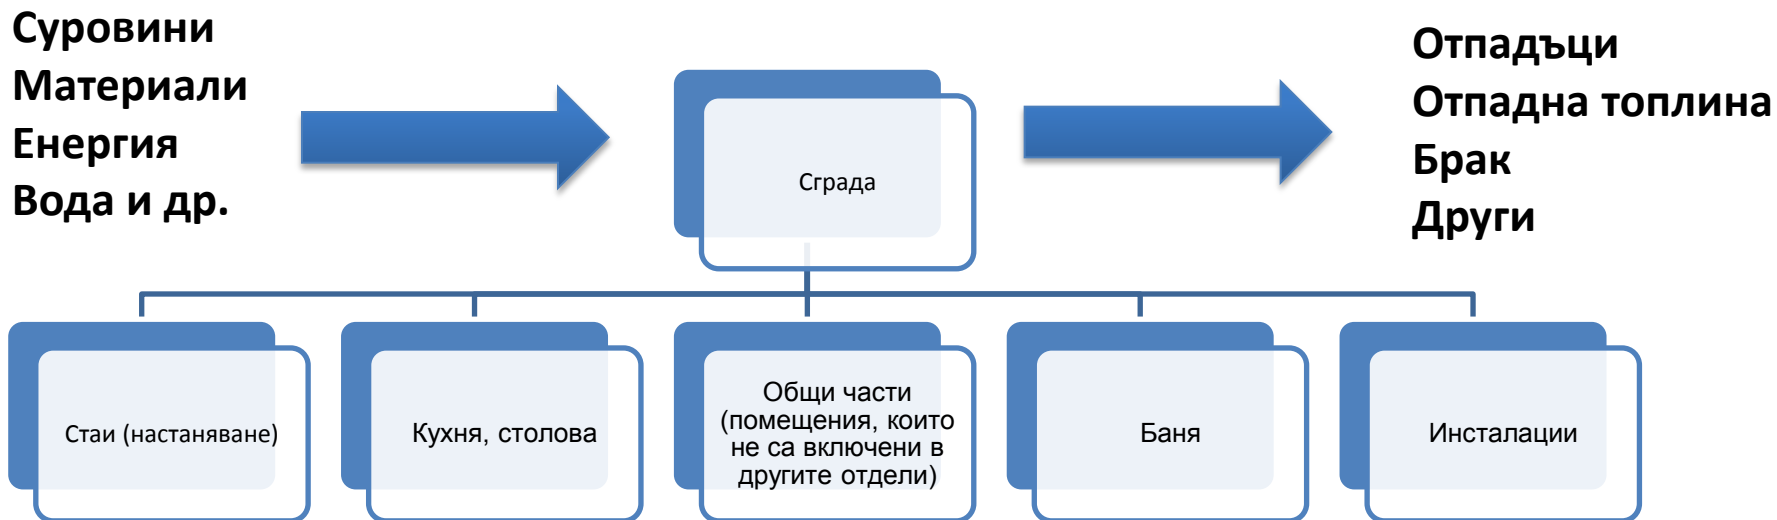 Суровини
Материали
Енергия
Вода и др.
Отпадъци
Отпадна топлина
Брак
Други
Сграда
Стаи (настаняване)
Кухня, столова
Общи части
(помещения, които
не са включени в
другите отдели)
Баня
Инсталации